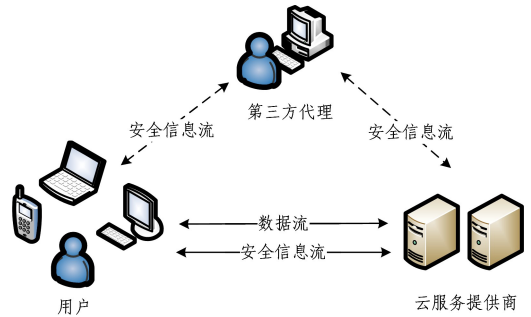 第三方代理
安全信息流
安全信息流
数据流
安全信息流
用户
云服务提供商